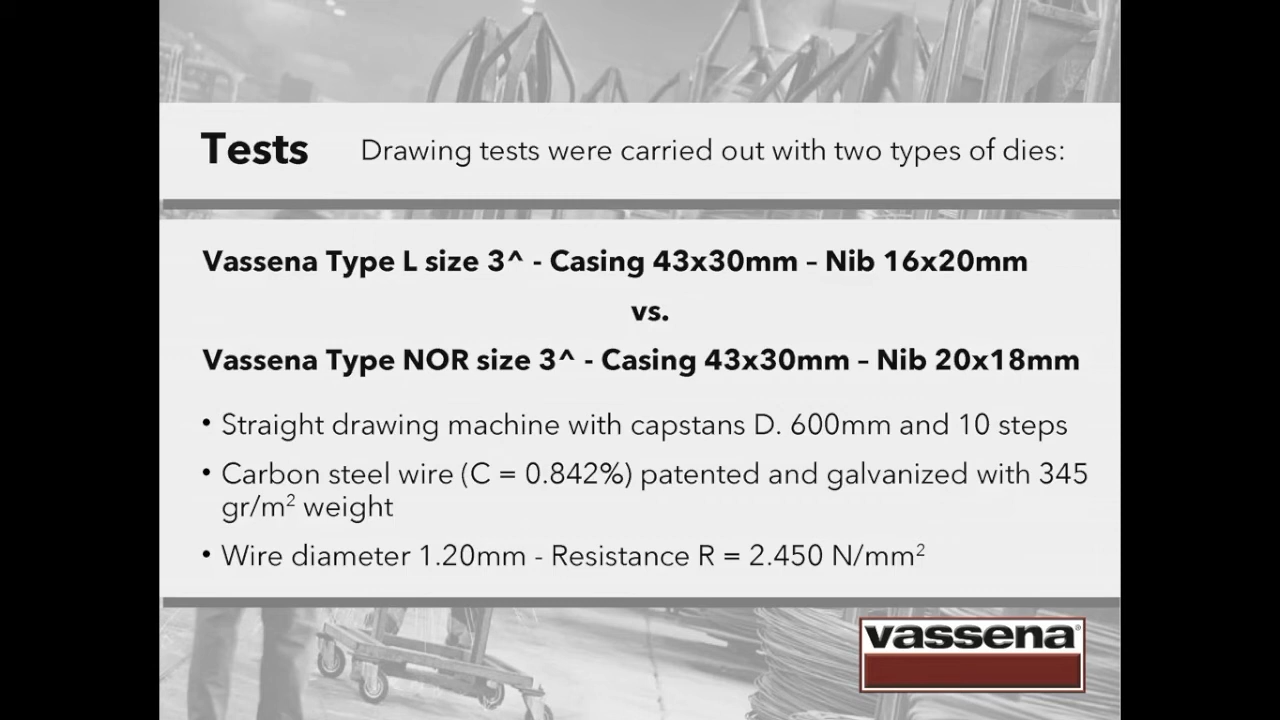 Tests
Drawing tests were carried out with two types of dies:
Vassena Type L size 3^ - Casing 43x30mm – Nib 16x20mm
vs.
Vassena Type NOR size 3^ - Casing 43x30mm – Nib 20x18mm
• Straight drawing machine with capstans D. 600mm and 10 steps
• Carbon steel wire (C = 0.842%) patented and galvanized with 345
gr/m² weight
• Wire diameter 1.20mm - Resistance R = 2.450 N/mm²
vassena®